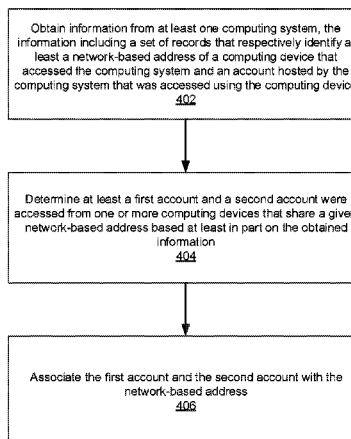 Obtain information from at least one computing system, the
information including a set of records that respectively identify a
least a network-based address of a computing device that
accessed the computing system and an account hosted by the
computing system that was accessed using the computing devic
402
Determine at least a first account and a second account were
accessed from one or more computing devices that share a given
network-based address based at least in part on the obtained
information
404
Associate the first account and the second account with the
network-based address
406